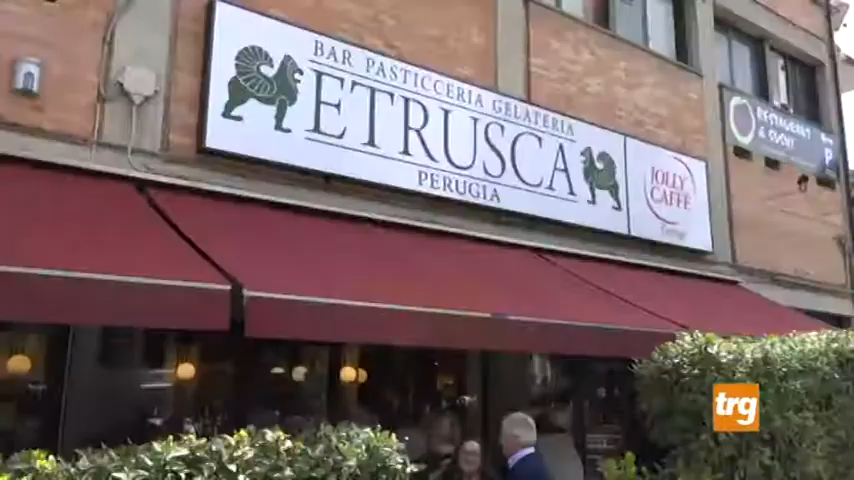 BAR PASTICCERIA GELATERIA
ETRUSCA
PERUGIA
JOLLY
CAFFÈ
RESTAURANT
P
trg